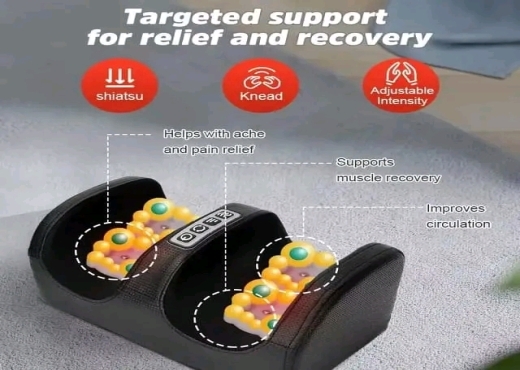 Targeted support
for relief and recovery
shiatsu
Knead
Adjustable
Intensity
Helps with ache
and pain relief
Supports
muscle recovery
Improves
circulation